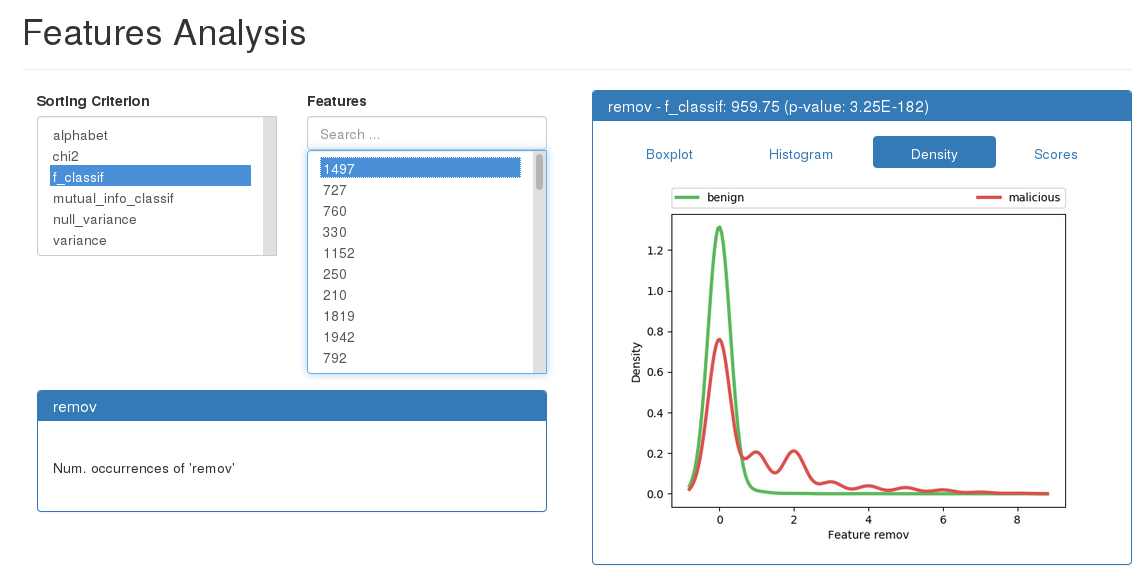 Features Analysis
Sorting Criterion
alphabet
chi2
f_classif
mutual_info_classif
null_variance
variance
Features
Search ...
1497
727
760
330
1152
250
210
1819
1942
792
remov
Num. occurrences of 'remov'
remov - f_classif: 959.75 (p-value: 3.25E-182)
Boxplot Histogram Density Scores
benign malicious
1.2
1.0
0.8
0.6
0.4
0.2
0.0
Density
0 2 4 6 8
Feature remov